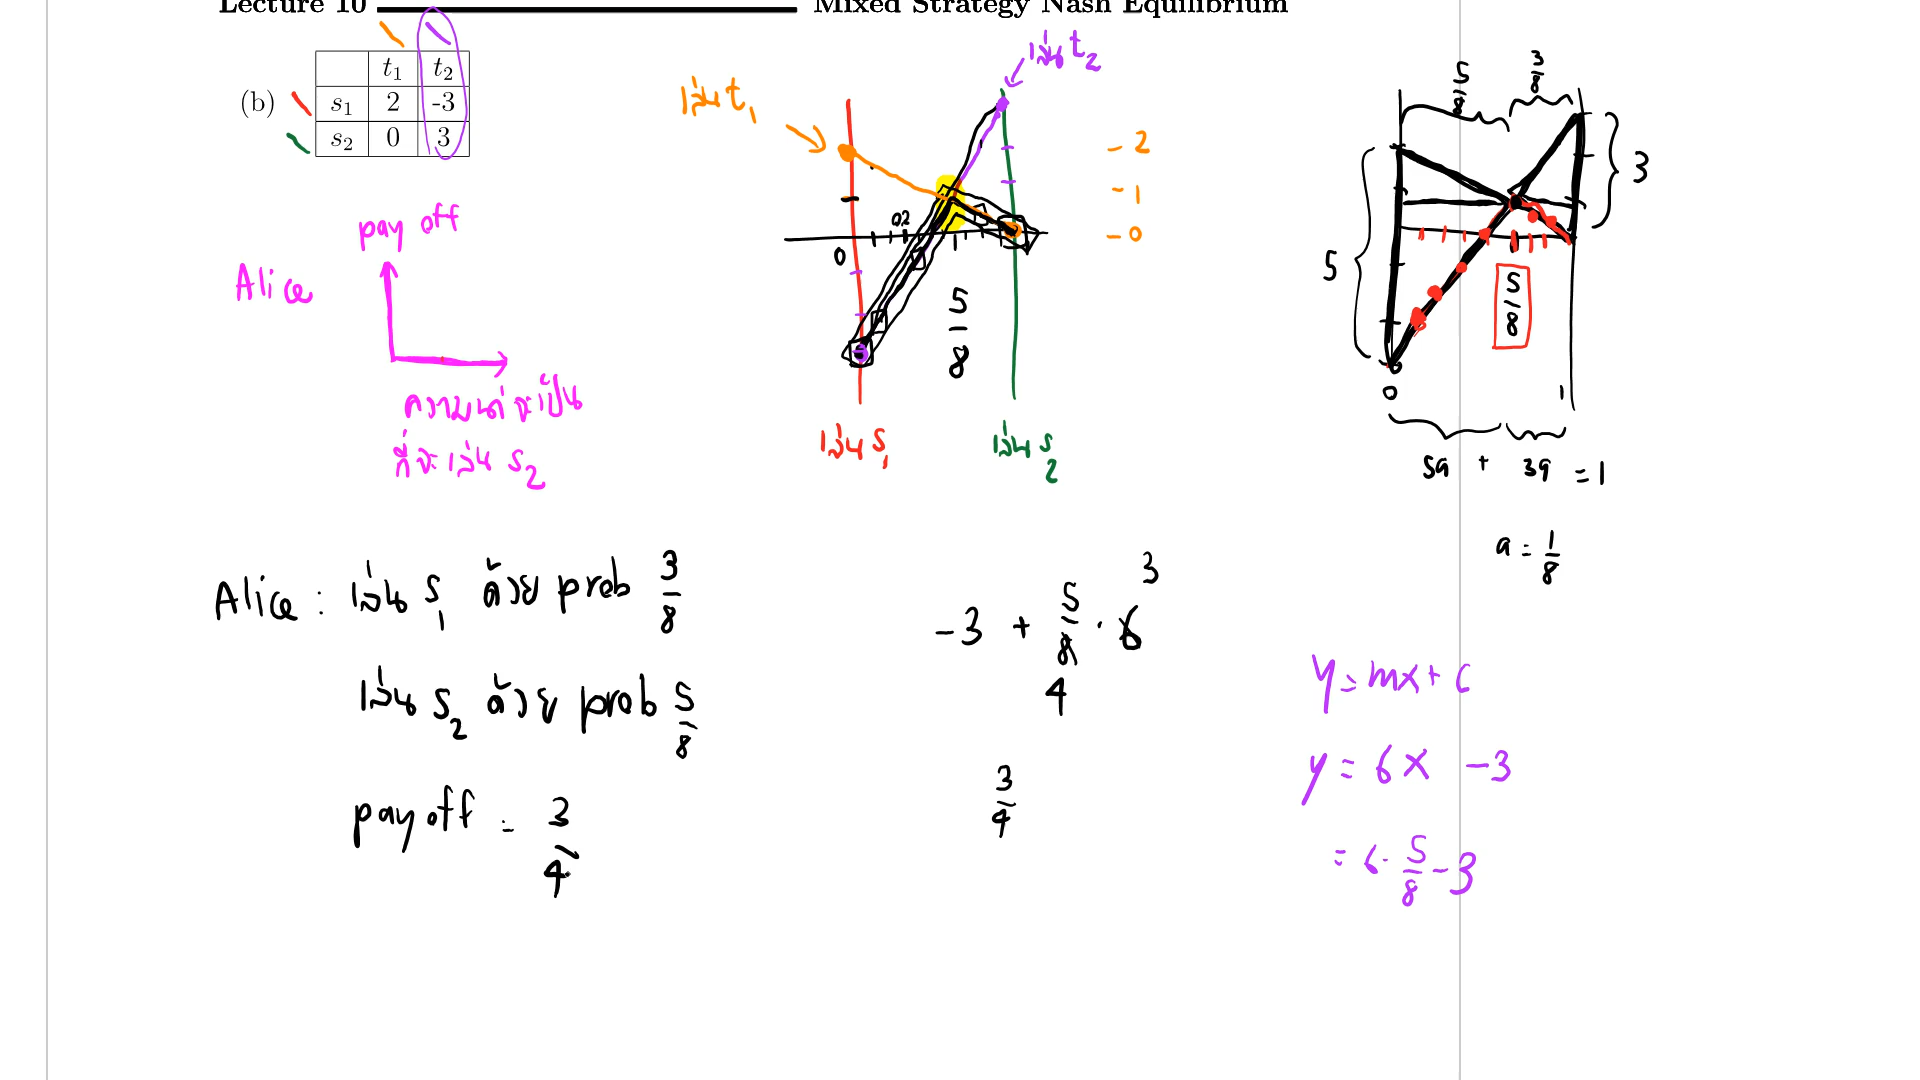 Lecture 10 Mixed Strategy Nash Equilibrium
(b)
t1 t2
s1 2 -3
s2 0 3
เล่น t1
เล่น t2
- 2
- 1
- 0
0.2
0
5/8
เล่น s1
เล่น s2
pay off
Alice
ความน่าจะเป็น
ที่จะเล่น s2
5/8
3/8
5
3
5/8
0 1
5a + 3a = 1
a = 1/8
Alice : เล่น s1 ด้วย prob 3/8
เล่น s2 ด้วย prob 5/8
pay off = 3/4
-3 + 5/8 · 6 3
4
3/4
y = mx + c
y = 6x - 3
= 6 · 5/8 - 3